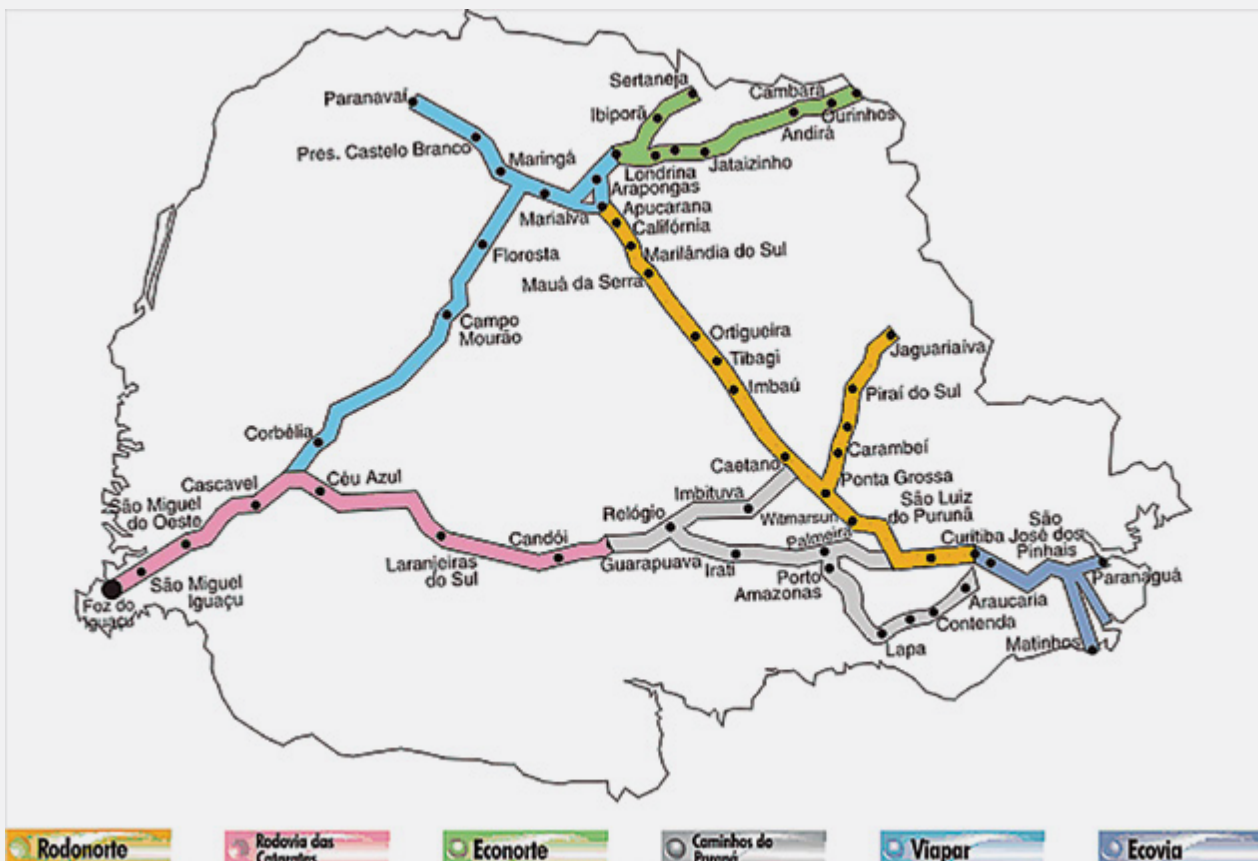 Sertaneja
Cambará
Paranavaí
Ibiporã
Ourinhos
Andirá
Pres. Castelo Branco
Maringá
Jataizinho
Londrina
Arapongas
Marialva
Apucarana
Califórnia
Floresta
Marilândia do Sul
Mauá da Serra
Campo
Mourão
Ortigueira
Jaguariaíva
Tibagi
Imbaú
Piraí do Sul
Corbélia
Carambeí
Caetano
Cascavel
Céu Azul
Ponta Grossa
Imbituva
São Miguel
do Oeste
São Luiz
do Purunã
Relógio
Witmarsun
São
José dos
Pinhais
Candói
Palmeira
Curitiba
Laranjeiras
do Sul
Guarapuava
Irati
Porto
Amazonas
Paranaguá
São Miguel
Iguaçu
Foz do
Iguaçu
Araucaria
Contenda
Lapa
Matinhos
Rodonorte
Rodovia das
Cataratas
Econorte
Caminhos do
Paraná
Viapar
Ecovia